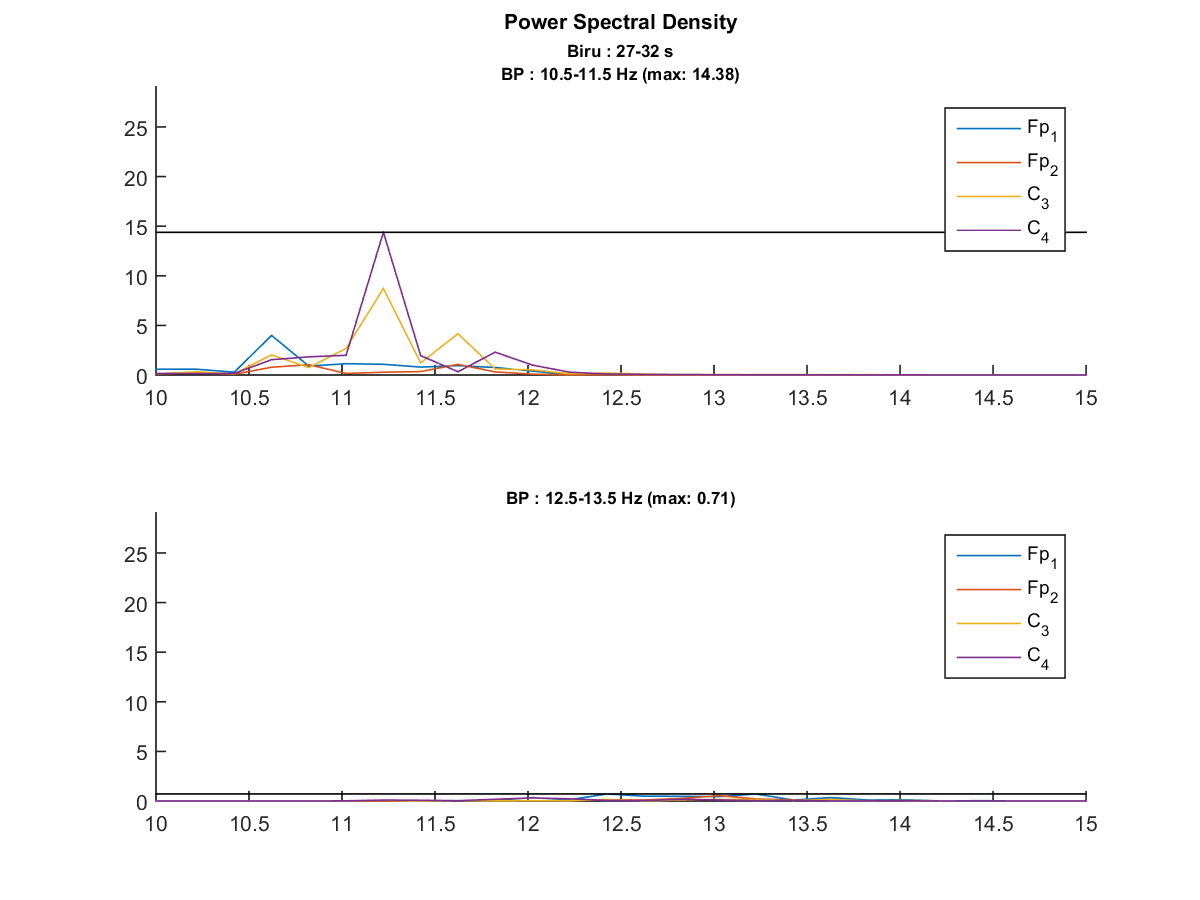 Power Spectral Density
Biru : 27-32 s
BP : 10.5-11.5 Hz (max: 14.38)
25
20
15
10
5
0
10 10.5 11 11.5 12 12.5 13 13.5 14 14.5 15
Fp1
Fp2
C3
C4
BP : 12.5-13.5 Hz (max: 0.71)
25
20
15
10
5
0
10 10.5 11 11.5 12 12.5 13 13.5 14 14.5 15
Fp1
Fp2
C3
C4